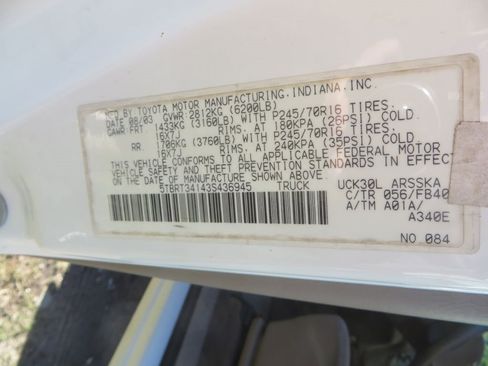 MFD BY TOYOTA MOTOR MANUFACTURING,INDIANA,INC.
DATE 08/03 GVWR 2812KG (6200LB)
GAWR FRT 1433KG (3160LB) WITH P245/70R16 TIRES,
16X7J RIMS, AT 180KPA (26PSI) COLD.
RR 1706KG (3760LB) WITH P245/70R16 TIRES,
RIMS, AT 240KPA (35PSI) COLD.
THIS VEHICLE CONFORMS TO ALL APPLICABLE FEDERAL MOTOR
VEHICLE SAFETY AND THEFT PREVENTION STANDARDS IN EFFECT
ON THE DATE OF MANUFACTURE SHOWN ABOVE.
5TBRT34143S436945 TRUCK UCK30L ARSSKA
C/TR 056/FB40
A/TM A01A/
A340E
NO 084